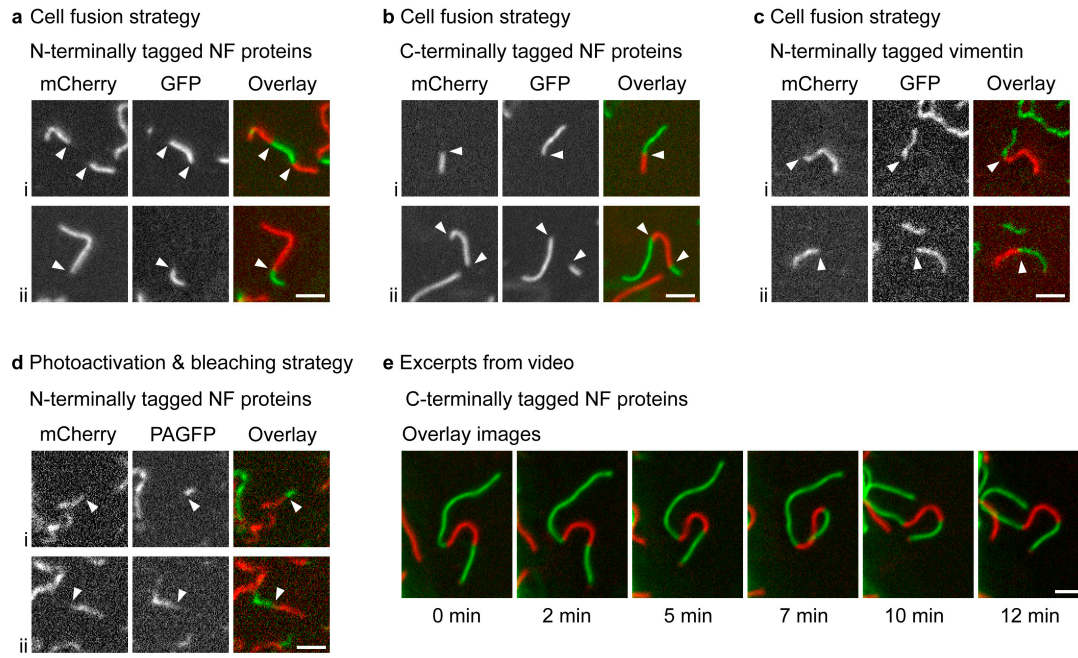 a Cell fusion strategy
N-terminally tagged NF proteins
mCherry GFP Overlay
i
ii
b Cell fusion strategy
C-terminally tagged NF proteins
mCherry GFP Overlay
i
ii
c Cell fusion strategy
N-terminally tagged vimentin
mCherry GFP Overlay
i
ii
d Photoactivation & bleaching strategy
N-terminally tagged NF proteins
mCherry PAGFP Overlay
i
ii
e Excerpts from video
C-terminally tagged NF proteins
Overlay images
0 min 2 min 5 min 7 min 10 min 12 min